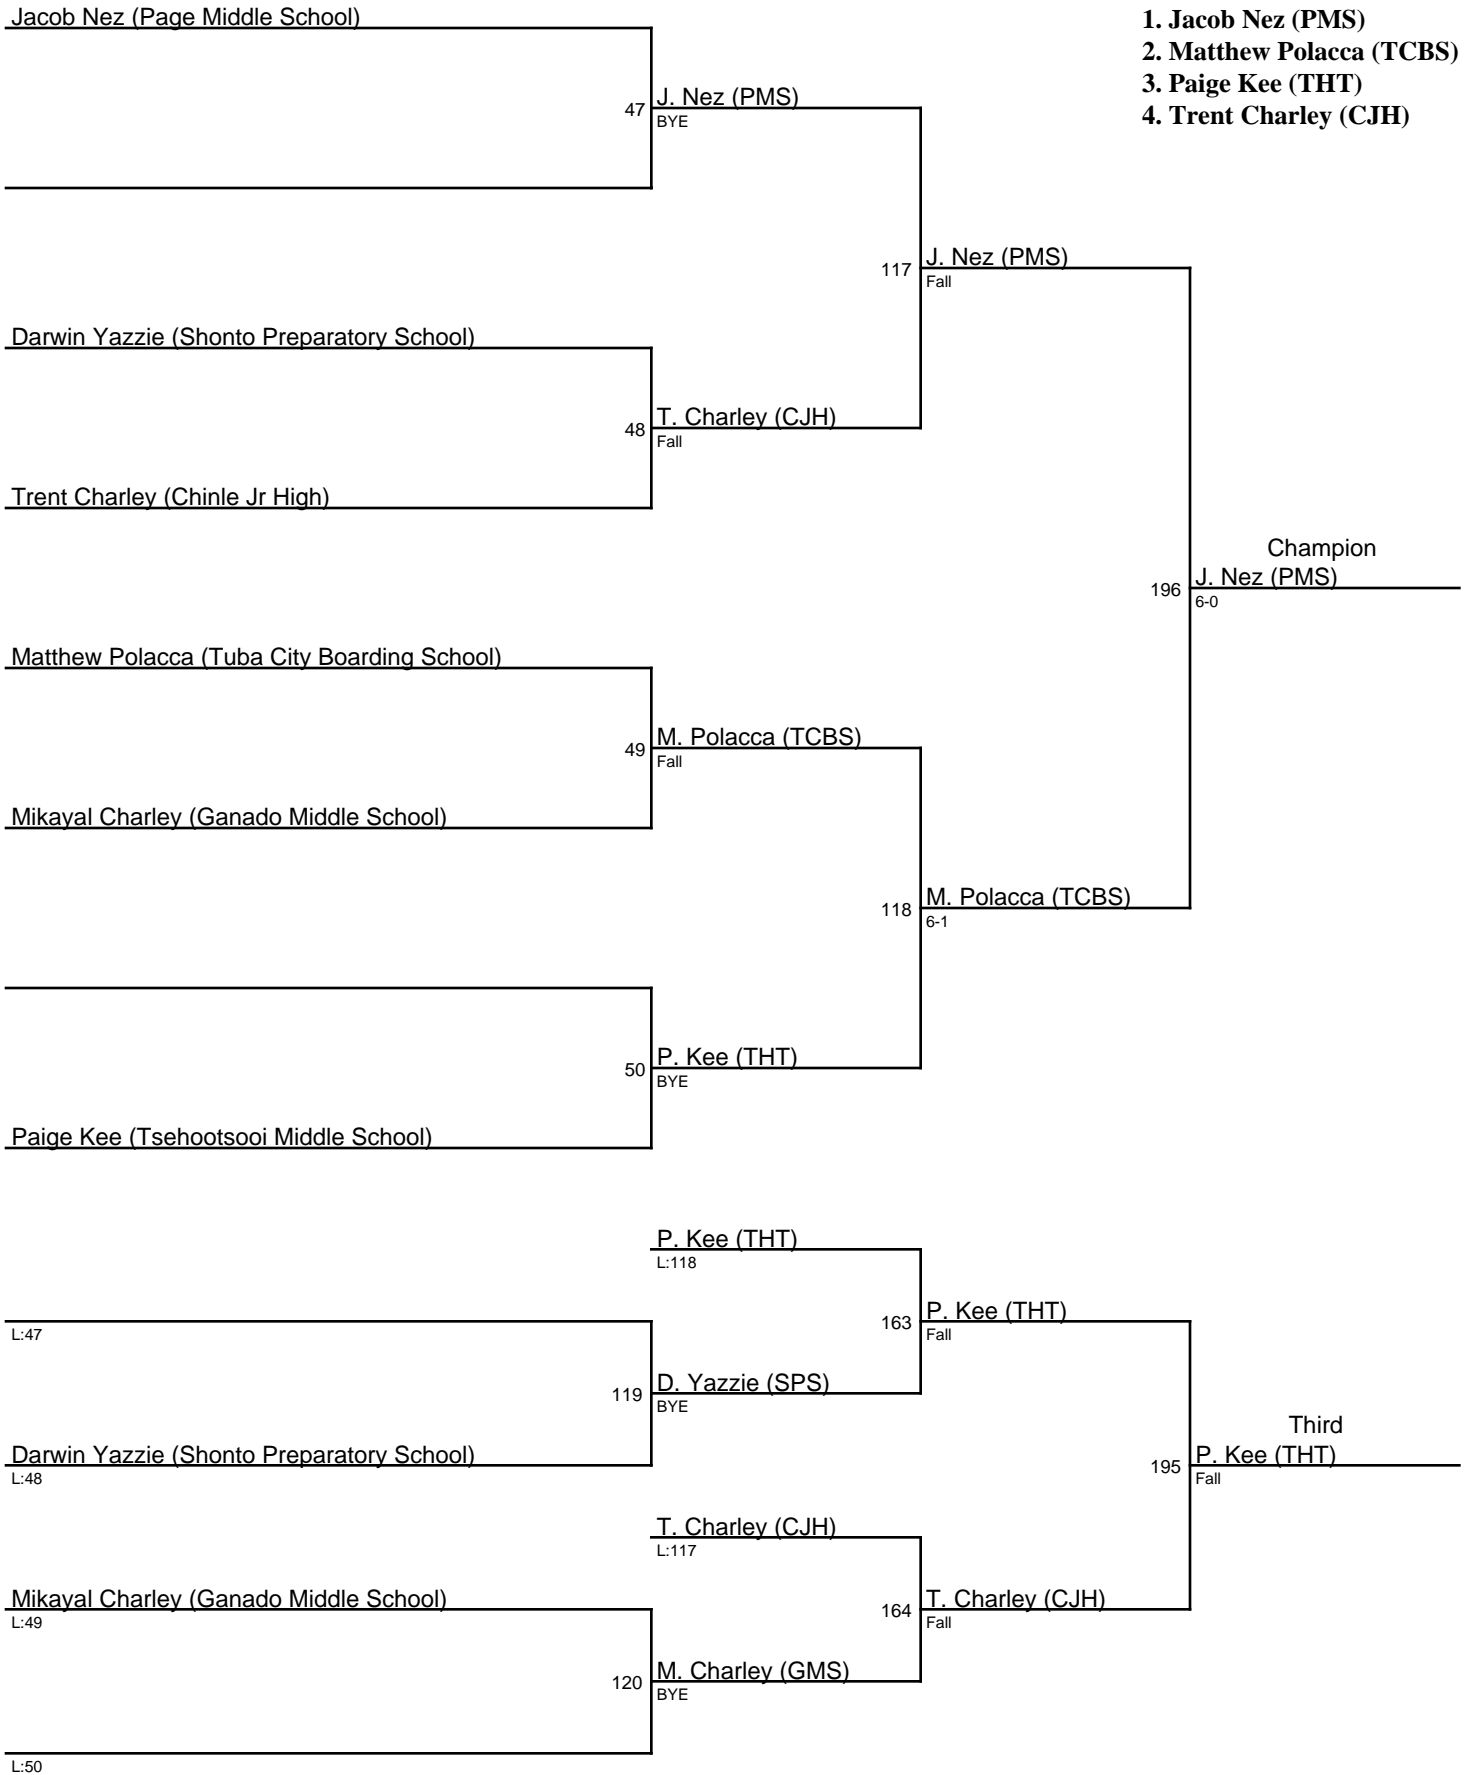 Jacob Nez (Page Middle School)
1. Jacob Nez (PMS)
2. Matthew Polacca (TCBS)
3. Paige Kee (THT)
4. Trent Charley (CJH)
47
J. Nez (PMS)
BYE
117
J. Nez (PMS)
Fall
Darwin Yazzie (Shonto Preparatory School)
48
T. Charley (CJH)
Fall
Trent Charley (Chinle Jr High)
Champion
196
J. Nez (PMS)
6-0
Matthew Polacca (Tuba City Boarding School)
49
M. Polacca (TCBS)
Fall
Mikayal Charley (Ganado Middle School)
118
M. Polacca (TCBS)
6-1
50
P. Kee (THT)
BYE
Paige Kee (Tsehootsooi Middle School)
P. Kee (THT)
L:118
L:47
163
P. Kee (THT)
Fall
119
D. Yazzie (SPS)
BYE
Darwin Yazzie (Shonto Preparatory School)
L:48
Third
195
P. Kee (THT)
Fall
T. Charley (CJH)
L:117
Mikayal Charley (Ganado Middle School)
L:49
164
T. Charley (CJH)
Fall
120
M. Charley (GMS)
BYE
L:50